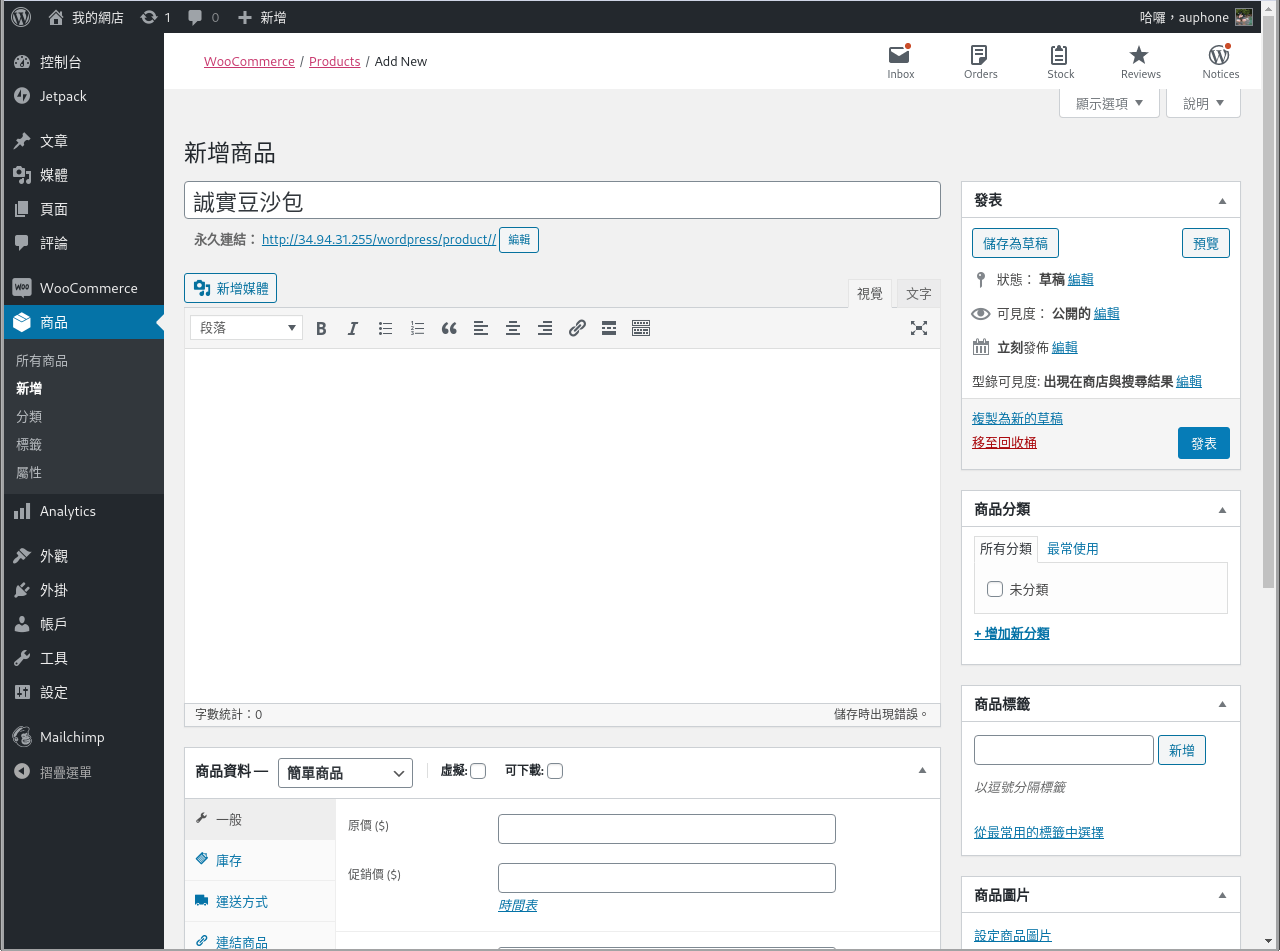 我的網店 1 0 新增 哈囉，auphone
控制台
Jetpack
文章
媒體
頁面
評論
WooCommerce
商品
所有商品
新增
分類
標籤
屬性
Analytics
外觀
外掛
帳戶
工具
設定
Mailchimp
摺疊選單
WooCommerce / Products / Add New
Inbox Orders Stock Reviews Notices
顯示選項 說明
新增商品
誠實豆沙包
永久連結： http://34.94.31.255/wordpress/product// 編輯
新增媒體 視覺 文字
段落
字數統計：0 儲存時出現錯誤。
商品資料 — 簡單商品 虛擬: 可下載:
一般
庫存
運送方式
連結商品
原價 ($)
促銷價 ($)
時間表
發表
儲存為草稿 預覽
狀態： 草稿 編輯
可見度： 公開的 編輯
立刻發佈 編輯
型錄可見度: 出現在商店與搜尋結果 編輯
複製為新的草稿
移至回收桶 發表
商品分類
所有分類 最常使用
未分類
+ 增加新分類
商品標籤
新增
以逗號分隔標籤
從最常用的標籤中選擇
商品圖片
設定商品圖片